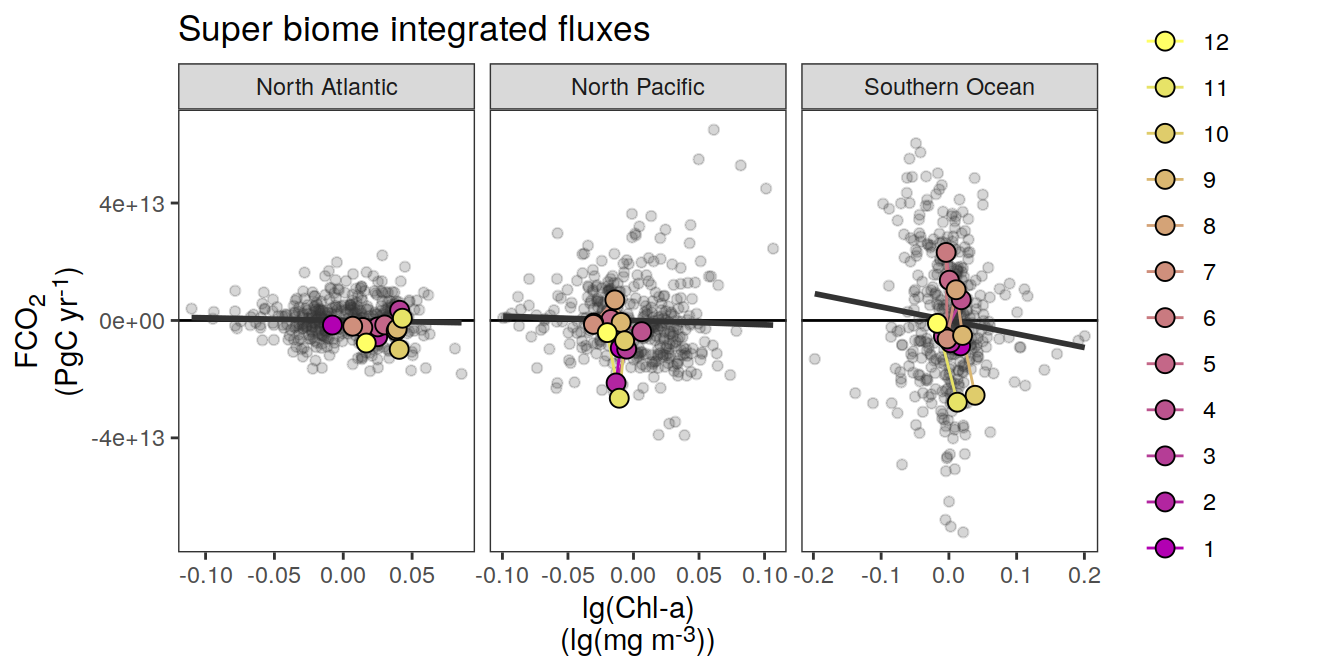 Super biome integrated fluxes
North Atlantic
North Pacific
Southern Ocean
FCO₂
(PgC yr⁻¹)
4e+13
0e+00
-4e+13
-0.10 -0.05 0.00 0.05
-0.10 -0.05 0.00 0.05 0.10
-0.2 -0.1 0.0 0.1 0.2
lg(Chl-a)
(lg(mg m⁻³))
12
11
10
9
8
7
6
5
4
3
2
1